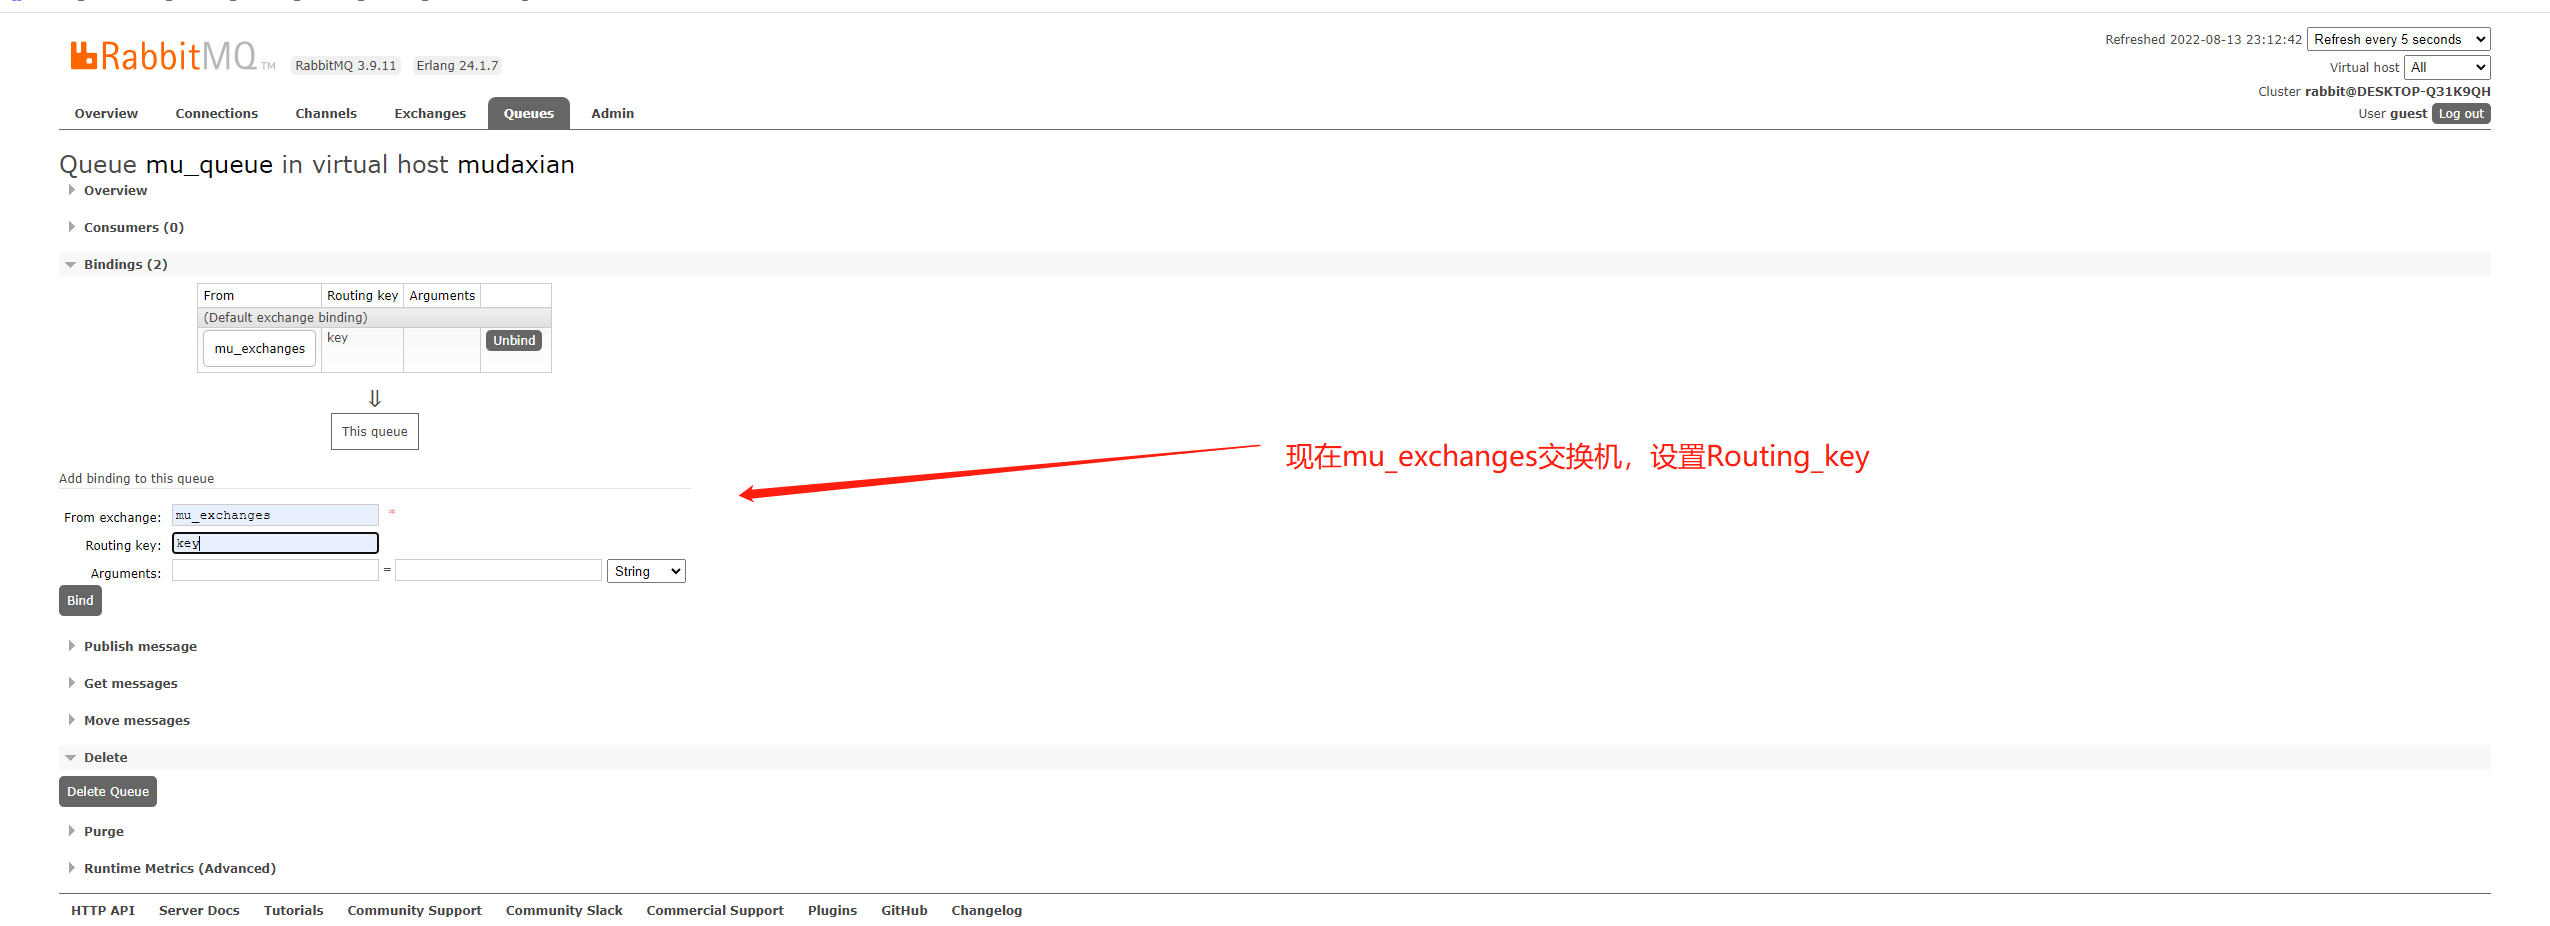 RabbitMQ TM RabbitMQ 3.9.11 Erlang 24.1.7
Refreshed 2022-08-13 23:12:42 Refresh every 5 seconds
Virtual host All
Cluster rabbit@DESKTOP-Q31K9QH
User guest Log out
Overview Connections Channels Exchanges Queues Admin
Queue mu_queue in virtual host mudaxian
Overview
Consumers (0)
Bindings (2)
From Routing key Arguments
(Default exchange binding)
mu_exchanges key Unbind
⇓
This queue
现在mu_exchanges交换机，设置Routing_key
Add binding to this queue
From exchange: mu_exchanges *
Routing key: key
Arguments: = String
Bind
Publish message
Get messages
Move messages
Delete
Delete Queue
Purge
Runtime Metrics (Advanced)
HTTP API Server Docs Tutorials Community Support Community Slack Commercial Support Plugins GitHub Changelog